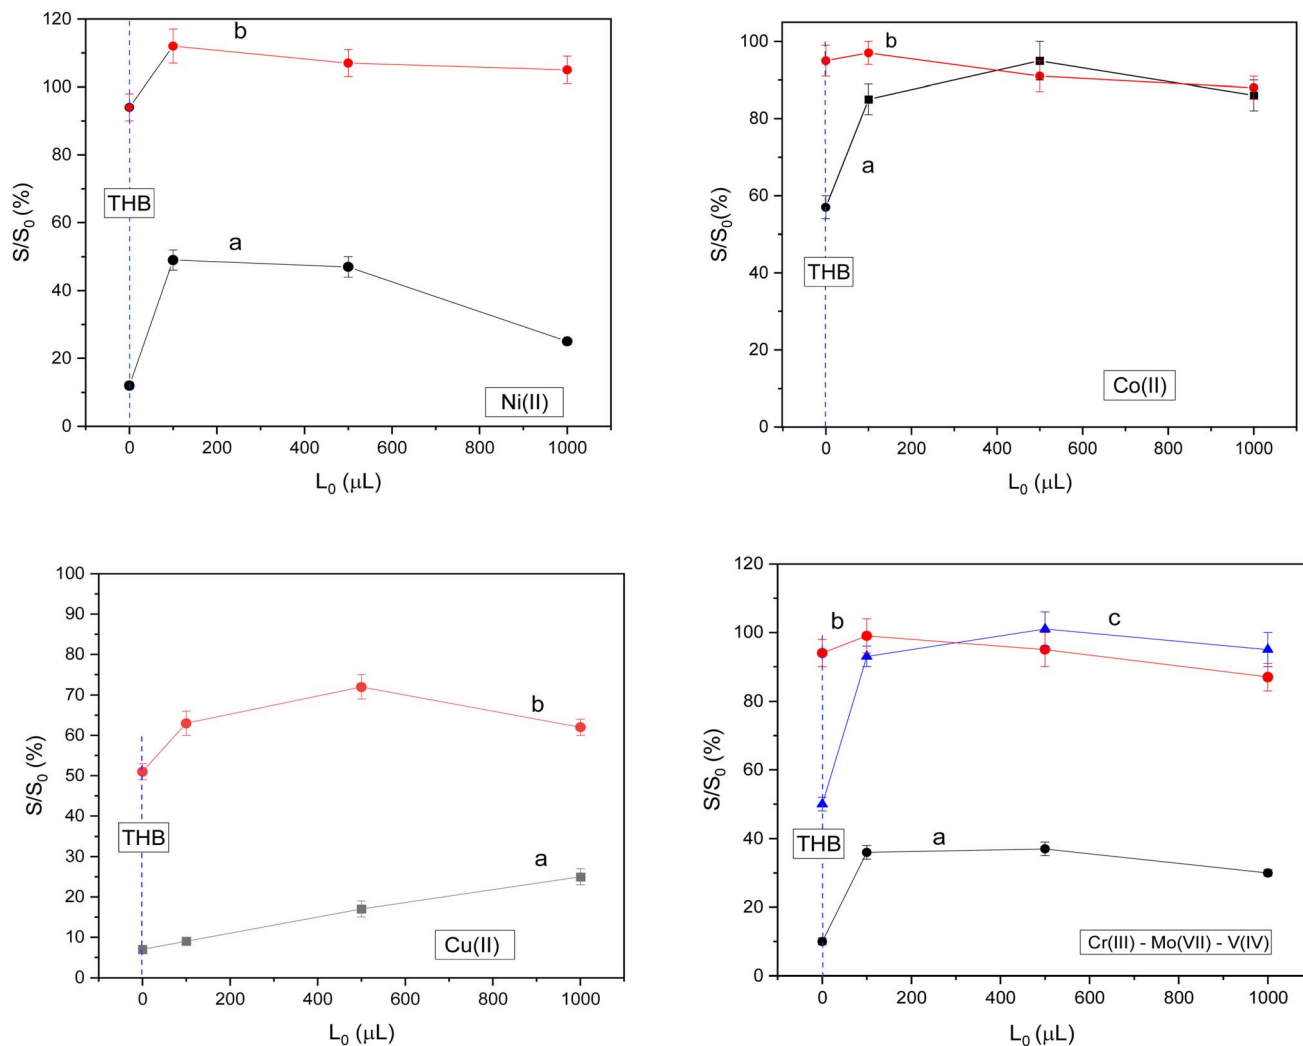 120
100
80
60
40
20
0
S/S₀ (%)
b
THB
a
Ni(II)
0 200 400 600 800 1000
L₀ (μL)
100
80
60
40
20
0
S/S₀(%)
b
a
THB
Co(II)
0 200 400 600 800 1000
L₀ (μL)
100
90
80
70
60
50
40
30
20
10
0
S/S₀ (%)
b
THB
a
Cu(II)
0 200 400 600 800 1000
L₀ (μL)
120
100
80
60
40
20
0
S/S₀ (%)
b c
THB a
Cr(III) - Mo(VII) - V(IV)
0 200 400 600 800 1000
L₀ (μL)